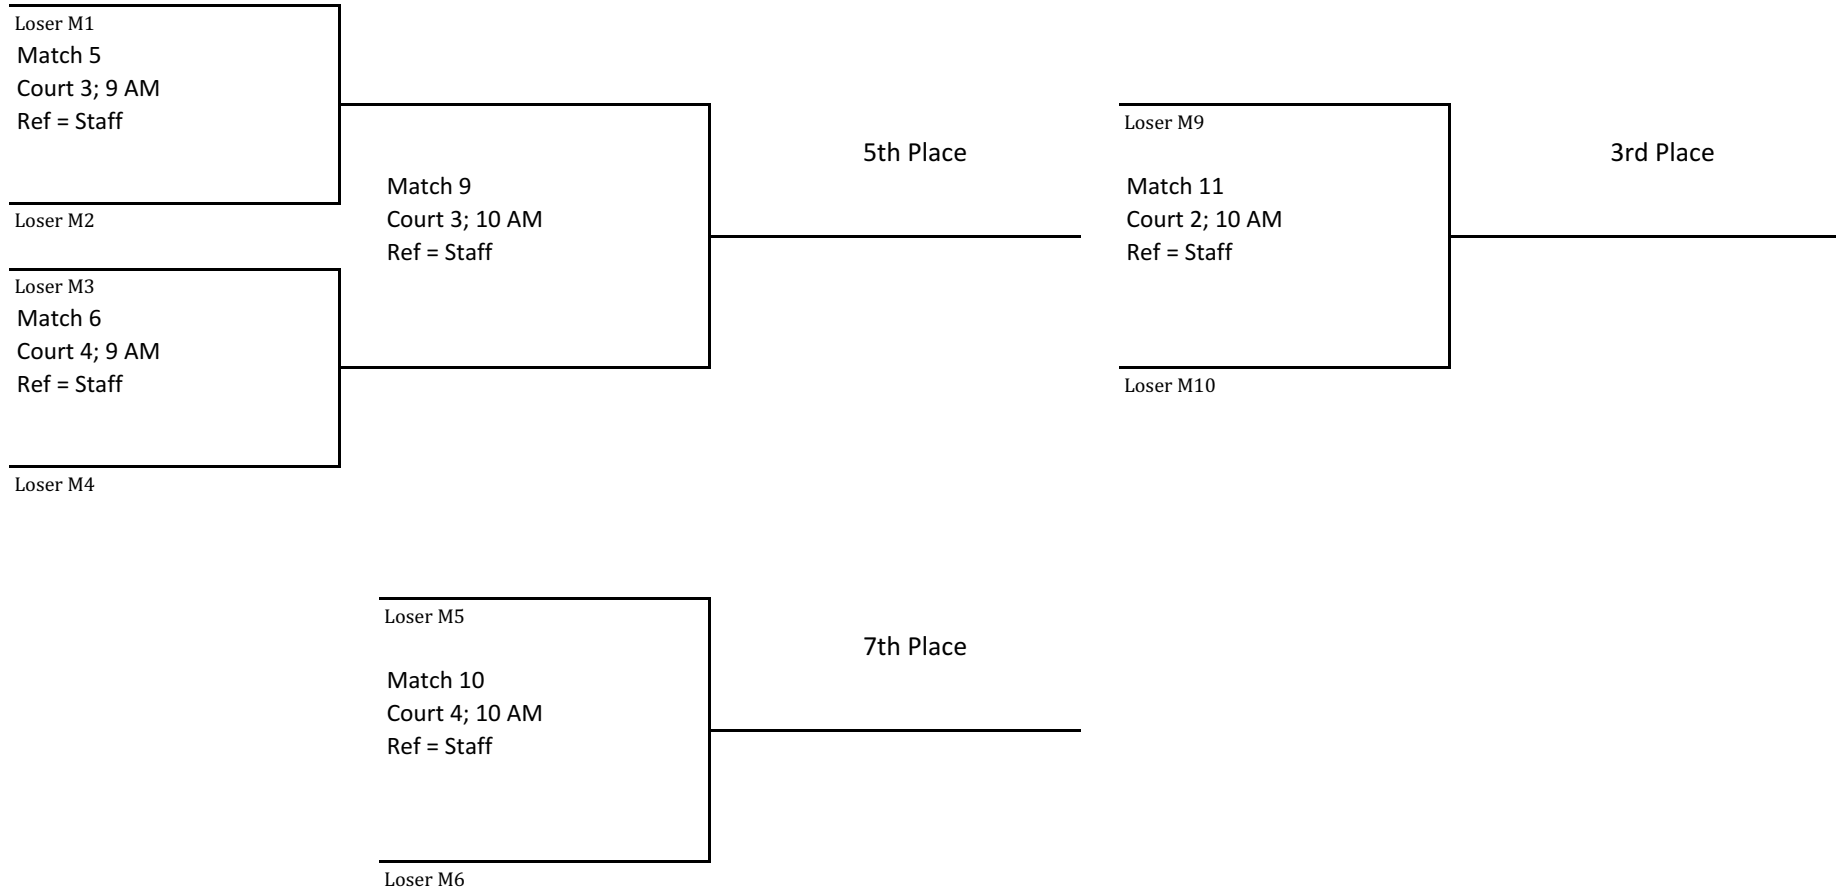 Loser M1
Match 5
Court 3; 9 AM
Ref = Staff
Loser M2
Loser M3
Match 6
Court 4; 9 AM
Ref = Staff
Loser M4
Match 9
Court 3; 10 AM
Ref = Staff
5th Place
Loser M9
Match 11
Court 2; 10 AM
Ref = Staff
Loser M10
3rd Place
Loser M5
Match 10
Court 4; 10 AM
Ref = Staff
Loser M6
7th Place